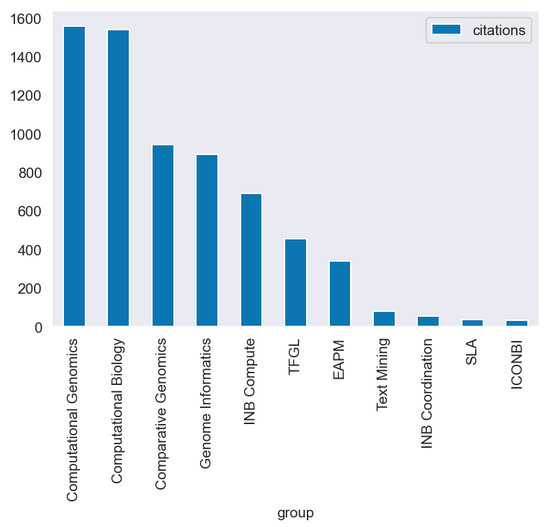 1600
1400
1200
1000
800
600
400
200
0
citations
Computational Genomics
Computational Biology
Comparative Genomics
Genome Informatics
INB Compute
TFGL
EAPM
Text Mining
INB Coordination
SLA
ICONBI
group